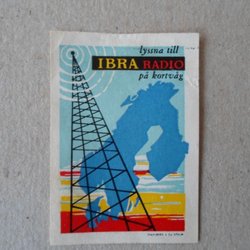 lyssna till
IBRA RADIO
på kortvåg